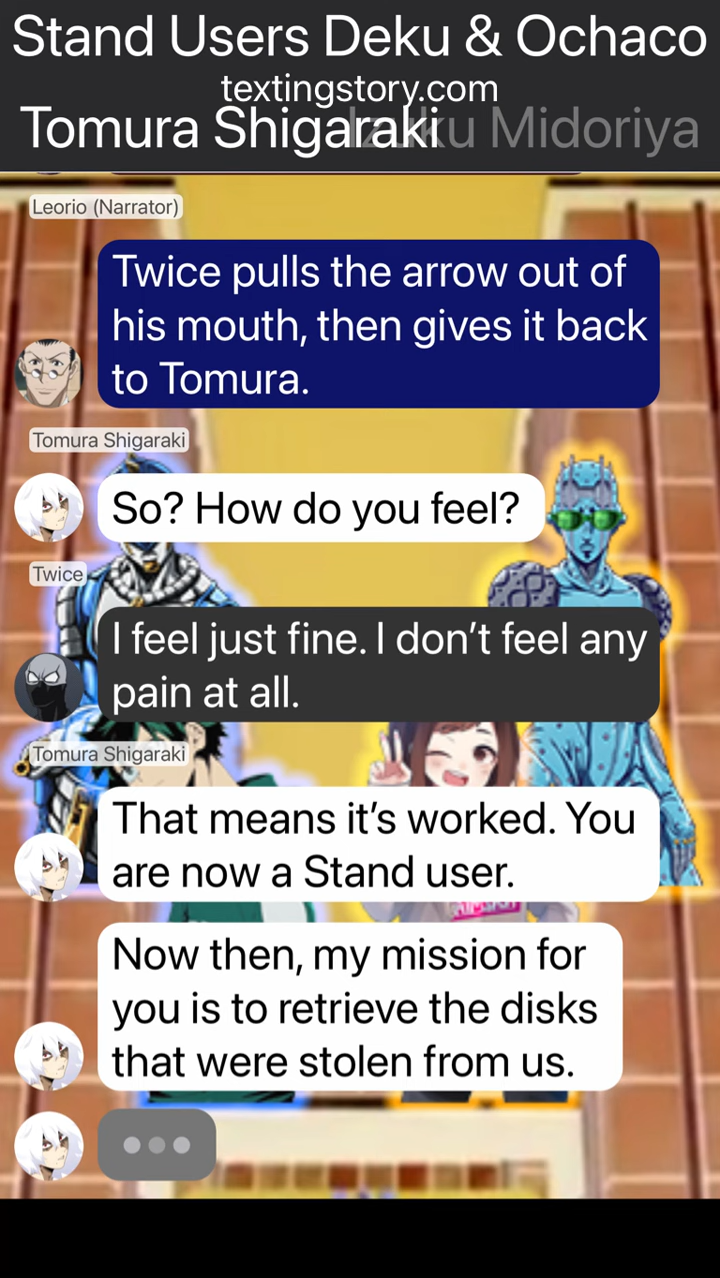 Stand Users Deku & Ochaco
textingstory.com
Tomura Shigaraki
Midoriya
Leorio (Narrator)
Twice pulls the arrow out of
his mouth, then gives it back
to Tomura.
Tomura Shigaraki
So? How do you feel?
Twice
I feel just fine. I don’t feel any
pain at all.
Tomura Shigaraki
That means it’s worked. You
are now a Stand user.
Now then, my mission for
you is to retrieve the disks
that were stolen from us.